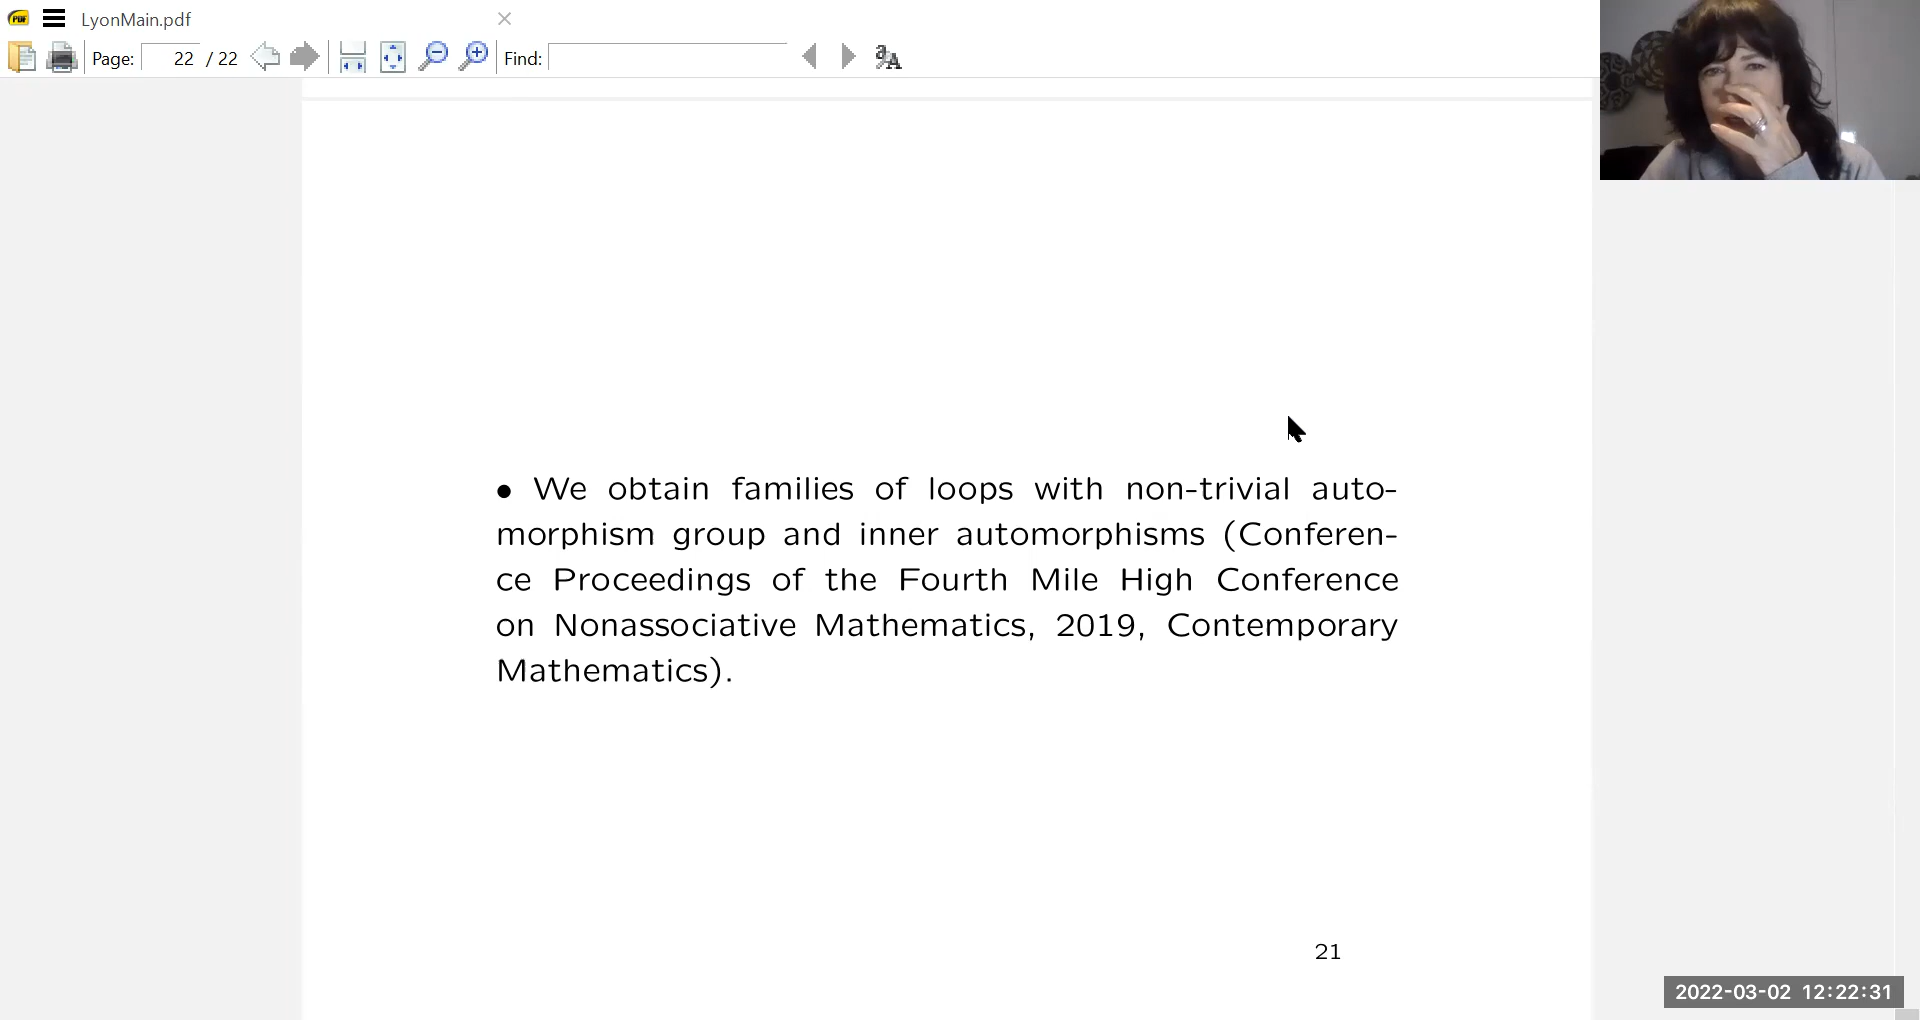 LyonMain.pdf
Page: 22 / 22 Find:
• We obtain families of loops with non-trivial auto-
morphism group and inner automorphisms (Conferen-
ce Proceedings of the Fourth Mile High Conference
on Nonassociative Mathematics, 2019, Contemporary
Mathematics).
21
2022-03-02 12:22:31